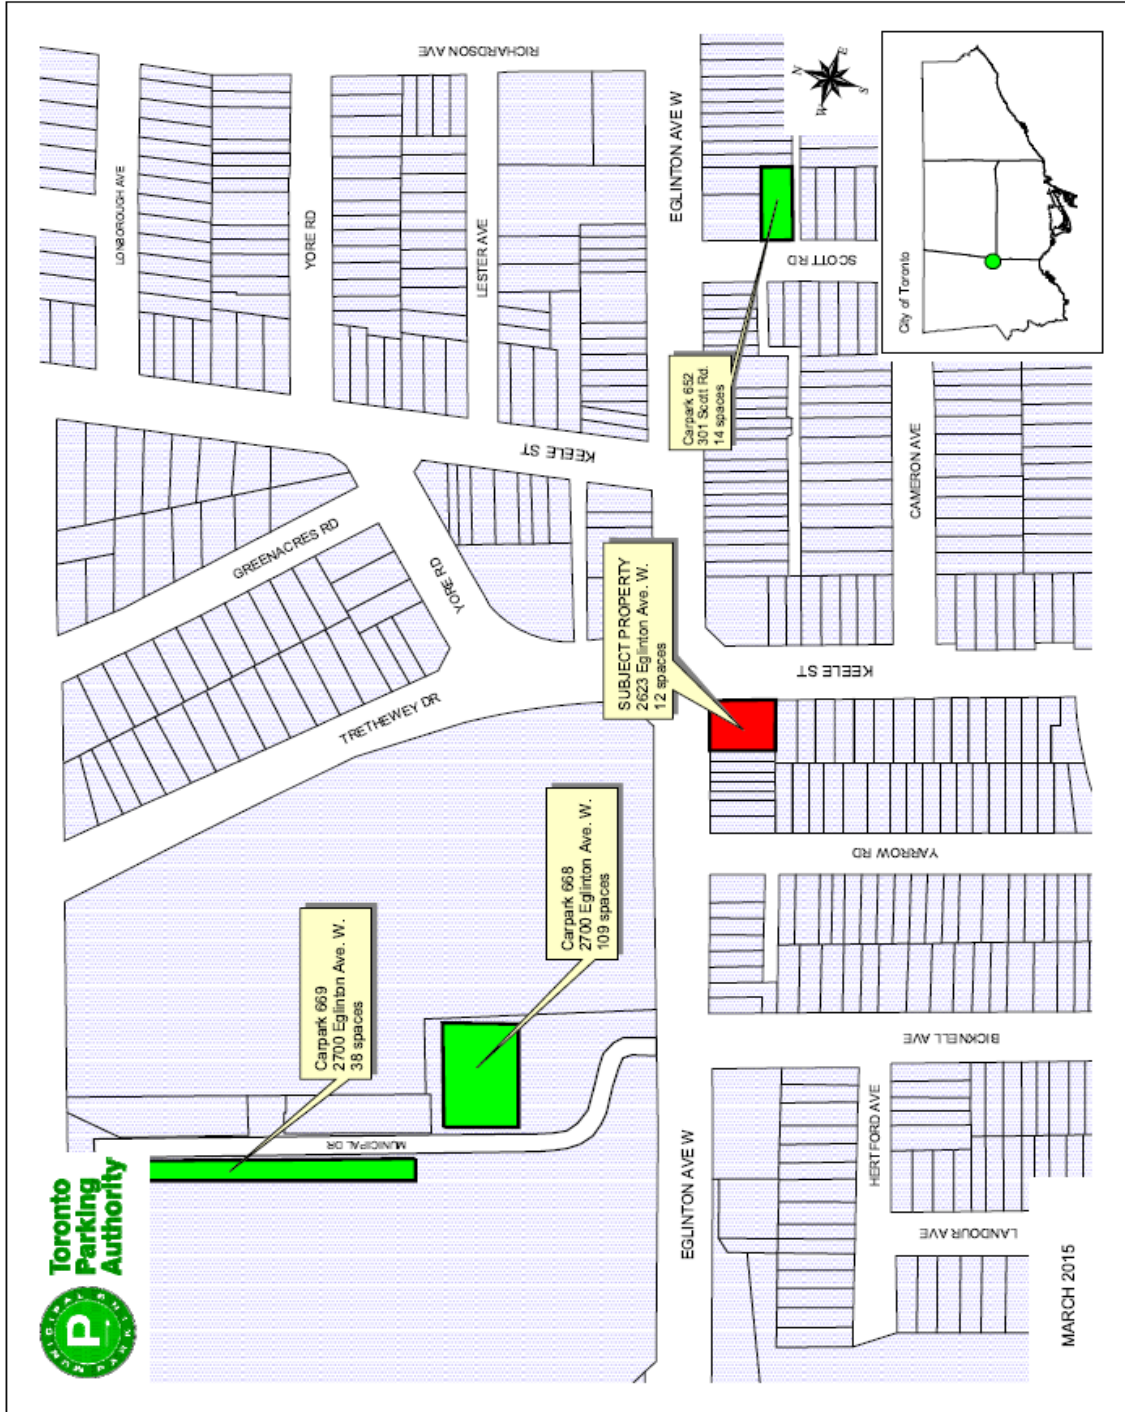 Toronto
Parking
Authority
MUNICIPAL PARKING
P
LONBOROUGH AVE
YORE RD
LESTER AVE
RICHARDSON AVE
EGLINTON AVE W
SCOTT RD
N
E
S
W
City of Toronto
Carpark 652
301 Scott Rd.
14 spaces
KEELE ST
CAMERON AVE
GREENACRES RD
YORE RD
TRETHEWEY DR
SUBJECT PROPERTY
2623 Eglinton Ave. W.
12 spaces
KEELE ST
YARROW RD
Carpark 668
2700 Eglinton Ave. W.
109 spaces
Carpark 669
2700 Eglinton Ave. W.
38 spaces
MUNICIPAL DR
BICKNELL AVE
EGLINTON AVE W
HERTFORD AVE
LANDOUR AVE
MARCH 2015